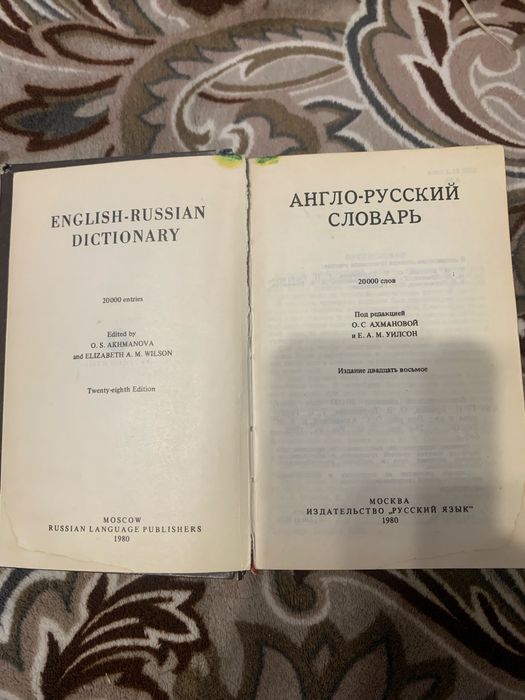 ENGLISH-RUSSIAN
DICTIONARY
20000 entries
Edited by
O. S. AKHMANOVA
and ELIZABETH A. M. WILSON
Twenty-eighth Edition
MOSCOW
RUSSIAN LANGUAGE PUBLISHERS
1980
АНГЛО-РУССКИЙ
СЛОВАРЬ
20000 слов
Под редакцией
О. С АХМАНОВОЙ
и Е. А. М. УИЛСОН
Издание двадцать восьмое
МОСКВА
ИЗДАТЕЛЬСТВО „РУССКИЙ ЯЗЫК"
1980